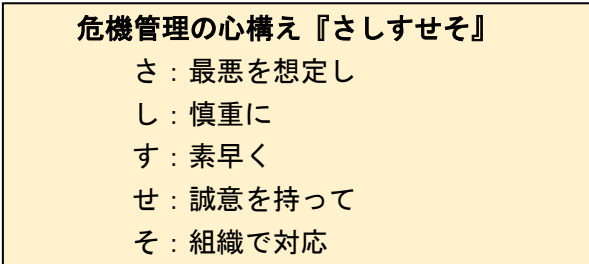 危機管理の心構え『さしすせそ』
さ：最悪を想定し
し：慎重に
す：素早く
せ：誠意を持って
そ：組織で対応